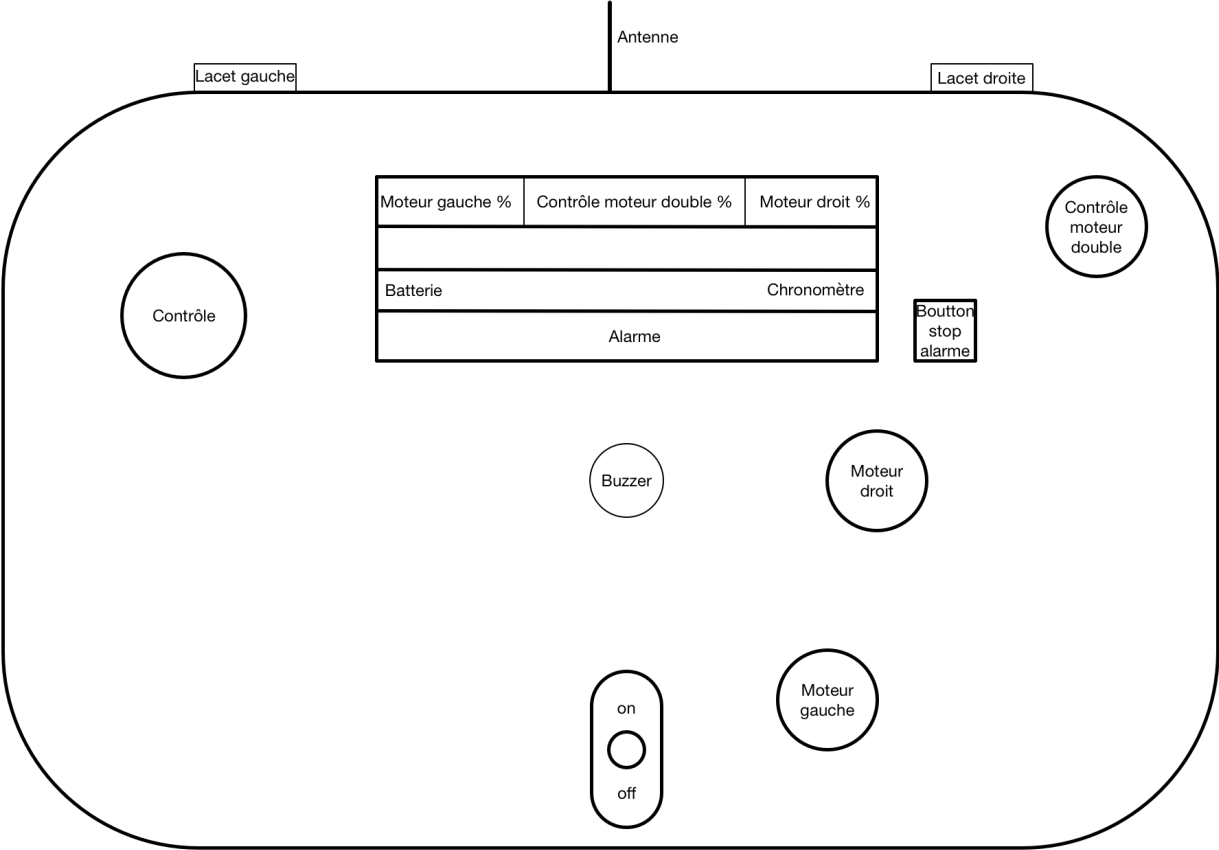 Antenne
Lacet gauche
Lacet droite
Moteur gauche %
Contrôle moteur double %
Moteur droit %
Contrôle
moteur
double
Batterie
Chronomètre
Contrôle
Boutton
stop
alarme
Alarme
Buzzer
Moteur
droit
Moteur
gauche
on
off